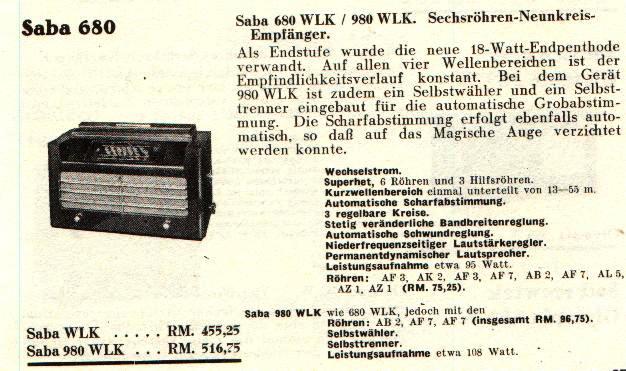 Saba 680
Saba 680 WLK / 980 WLK. Sechsröhren-Neunkreis-
Empfänger.
Als Endstufe wurde die neue 18-Watt-Endpenthode
verwandt. Auf allen vier Wellenbereichen ist der
Empfindlichkeitsverlauf konstant. Bei dem Gerät
980 WLK ist zudem ein Selbstwähler und ein Selbst-
trenner eingebaut für die automatische Grobabstim-
mung. Die Scharfabstimmung erfolgt ebenfalls auto-
matisch, so daß auf das Magische Auge verzichtet
werden konnte.
Wechselstrom.
Superhet, 6 Röhren und 3 Hilfsröhren.
Kurzwellenbereich einmal unterteilt von 13—55 m.
Automatische Scharfabstimmung.
3 regelbare Kreise.
Stetig veränderliche Bandbreitenreglung.
Automatische Schwundreglung.
Niederfrequenzseitiger Lautstärkeregler.
Permanentdynamischer Lautsprecher.
Leistungsaufnahme etwa 95 Watt.
Röhren: AF 3, AK 2, AF 3, AF 7, AB 2, AF 7, AL 5,
AZ 1, AZ 1 (RM. 75,25).
Saba 980 WLK wie 680 WLK, jedoch mit den
Röhren: AB 2, AF 7, AF 7 (insgesamt RM. 96,75).
Selbstwähler.
Selbsttrenner.
Leistungsaufnahme etwa 108 Watt.
Saba WLK ..... RM. 455,25
Saba 980 WLK ... RM. 516,75